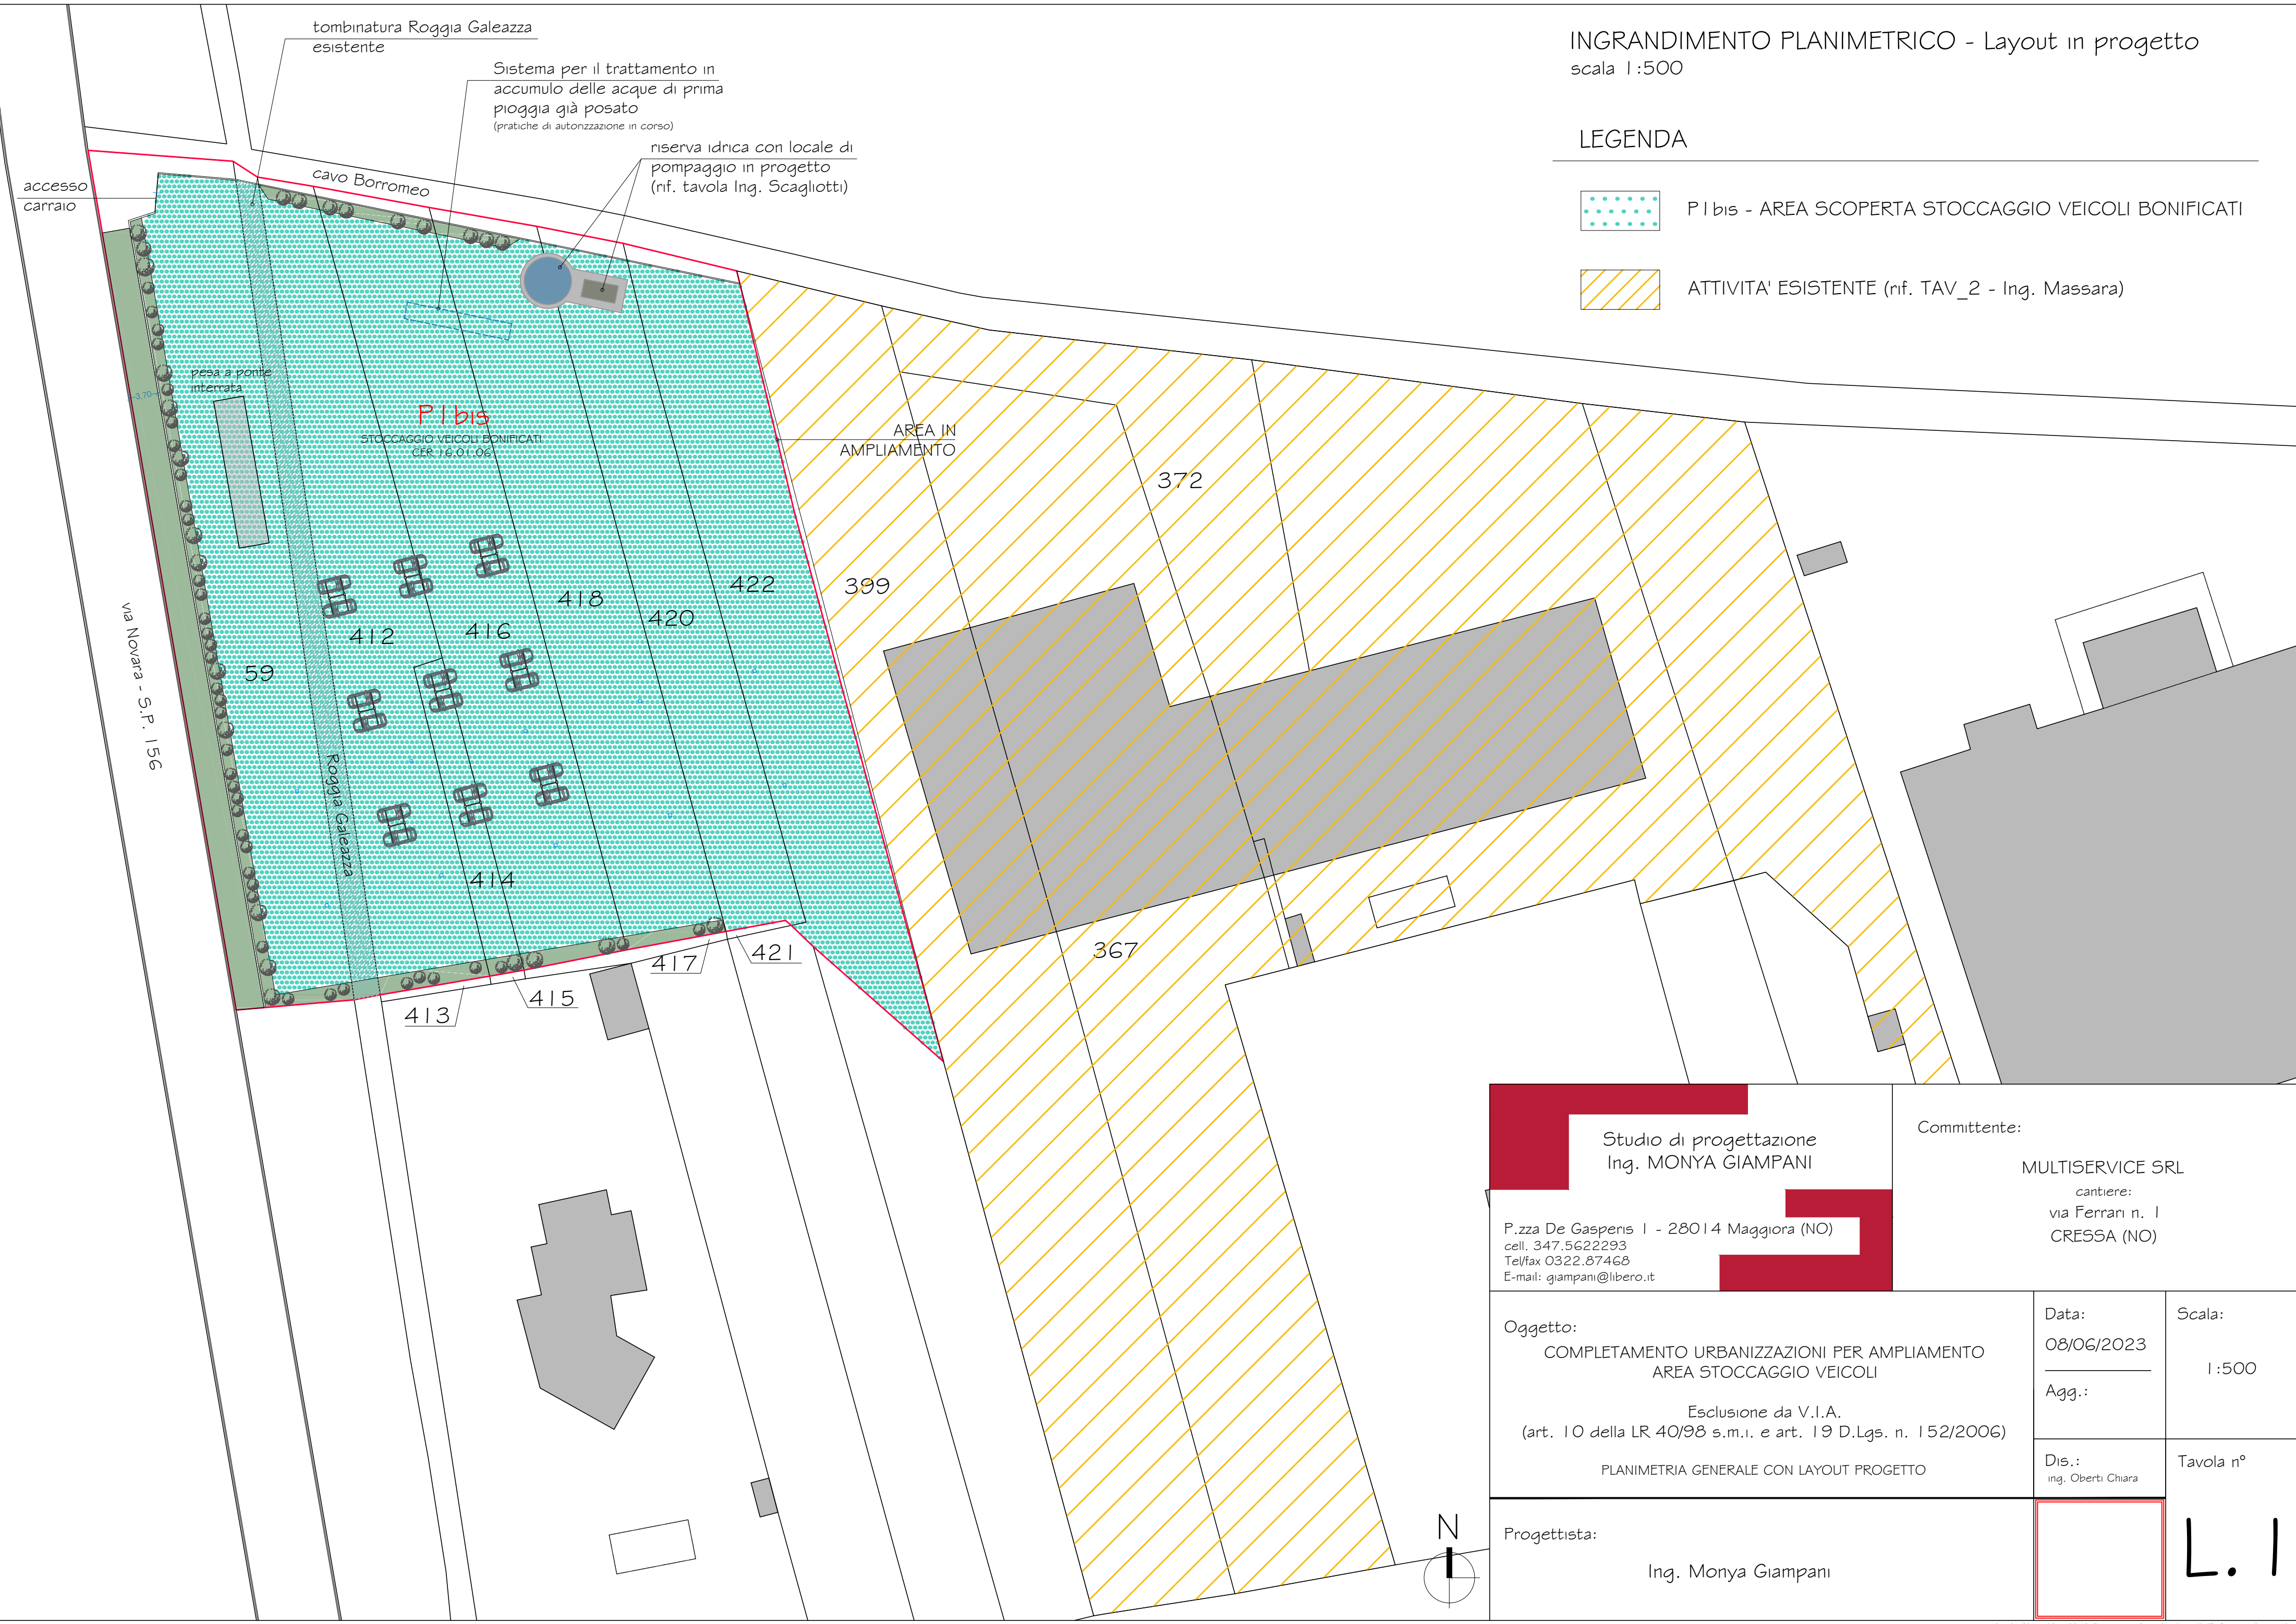 tombinatura Roggia Galeazza
esistente
Sistema per il trattamento in
accumulo delle acque di prima
pioggia già posato
(pratiche di autorizzazione in corso)
riserva idrica con locale di
pompaggio in progetto
(rif. tavola Ing. Scagliotti)
accesso
carraio
cavo Borromeo
pesa a ponte
interrata
3,70
P1bis
STOCCAGGIO VEICOLI BONIFICATI
CER 16.01.06
AREA IN
AMPLIAMENTO
372
399
422
418
420
412
416
59
via Novara - S.P. 156
Roggia Galeazza
414
367
421
417
415
413
INGRANDIMENTO PLANIMETRICO - Layout in progetto
scala 1:500
LEGENDA
P1bis - AREA SCOPERTA STOCCAGGIO VEICOLI BONIFICATI
ATTIVITA' ESISTENTE (rif. TAV_2 - Ing. Massara)
Studio di progettazione
Ing. MONYA GIAMPANI
P.zza De Gasperis 1 - 28014 Maggiora (NO)
cell. 347.5622293
Tel/fax 0322.87468
E-mail: giampani@libero.it
Committente:
MULTISERVICE SRL
cantiere:
via Ferrari n. 1
CRESSA (NO)
Oggetto:
COMPLETAMENTO URBANIZZAZIONI PER AMPLIAMENTO
AREA STOCCAGGIO VEICOLI
Esclusione da V.I.A.
(art. 10 della LR 40/98 s.m.i. e art. 19 D.Lgs. n. 152/2006)
PLANIMETRIA GENERALE CON LAYOUT PROGETTO
Data:
08/06/2023
Agg.:
Scala:
1:500
Dis.:
ing. Oberti Chiara
Tavola n°
L.1
Progettista:
Ing. Monya Giampani
N